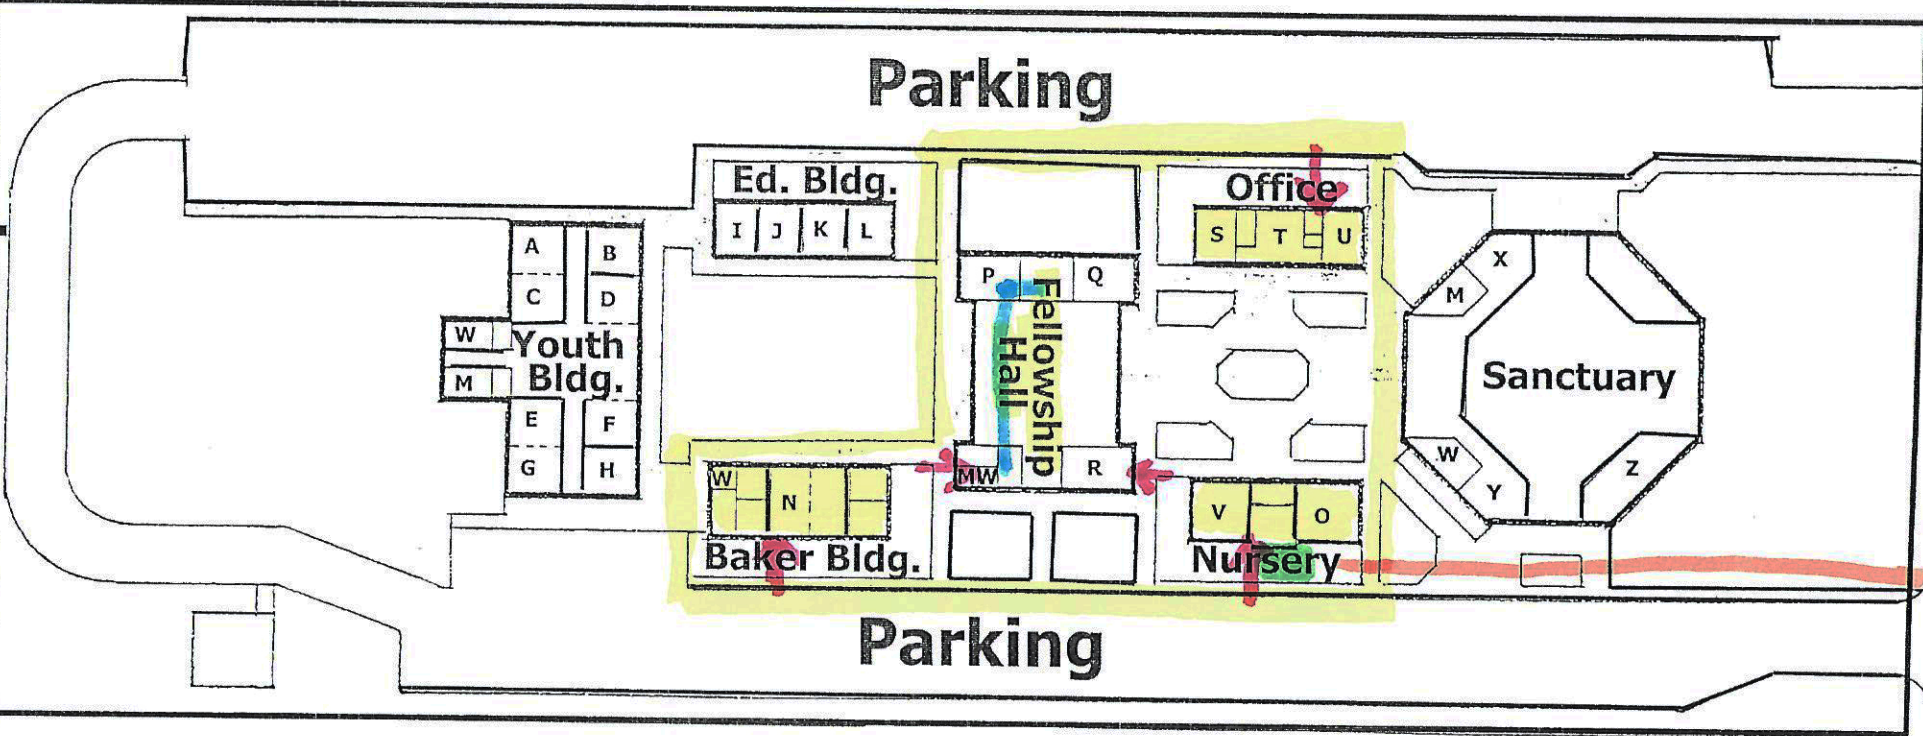 Parking
Ed. Bldg.
I J K L
Office
S T U
A B
C D
W
M
Youth
Bldg.
E F
G H
P Q
Fellowship
Hall
MW R
W N
Baker Bldg.
V O
Nursery
X
M
Sanctuary
W
Y
Z
Parking